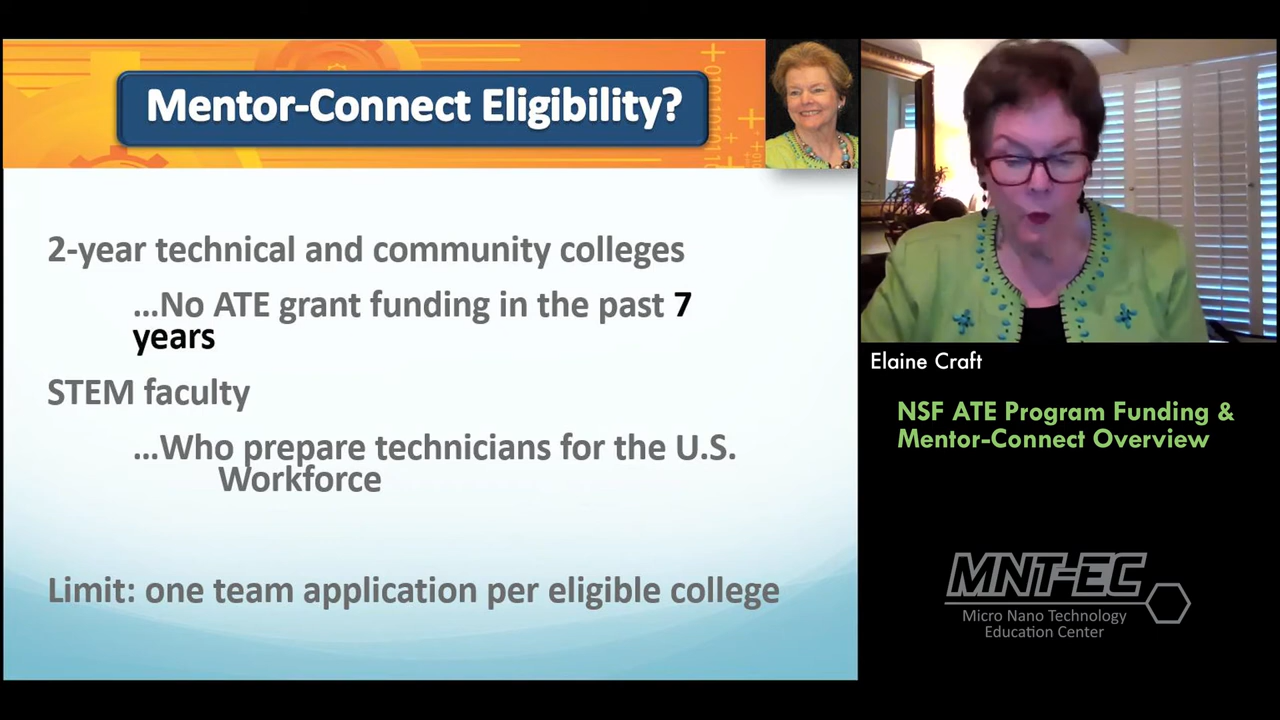 Mentor-Connect Eligibility?
2-year technical and community colleges
...No ATE grant funding in the past 7
years
STEM faculty
...Who prepare technicians for the U.S.
Workforce
Limit: one team application per eligible college
Elaine Craft
NSF ATE Program Funding &
Mentor-Connect Overview
MNT-EC
Micro Nano Technology
Education Center